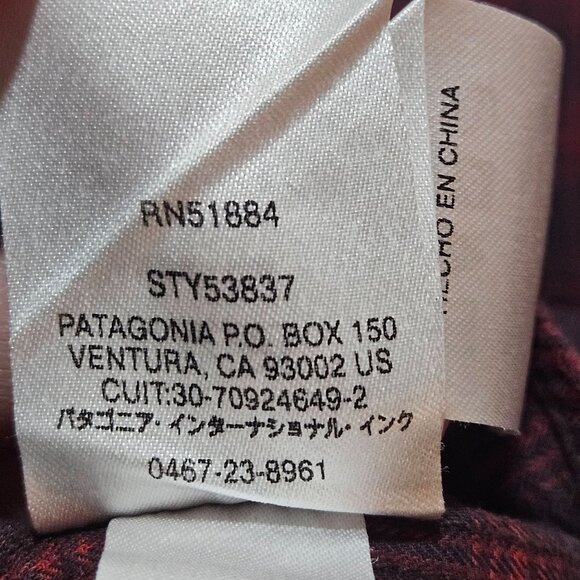 RN51884
STY53837
PATAGONIA P.O. BOX 150
VENTURA, CA 93002 US
CUIT:30-70924649-2
パタゴニア・インターナショナル・インク
0467-23-8961
HECHO EN CHINA